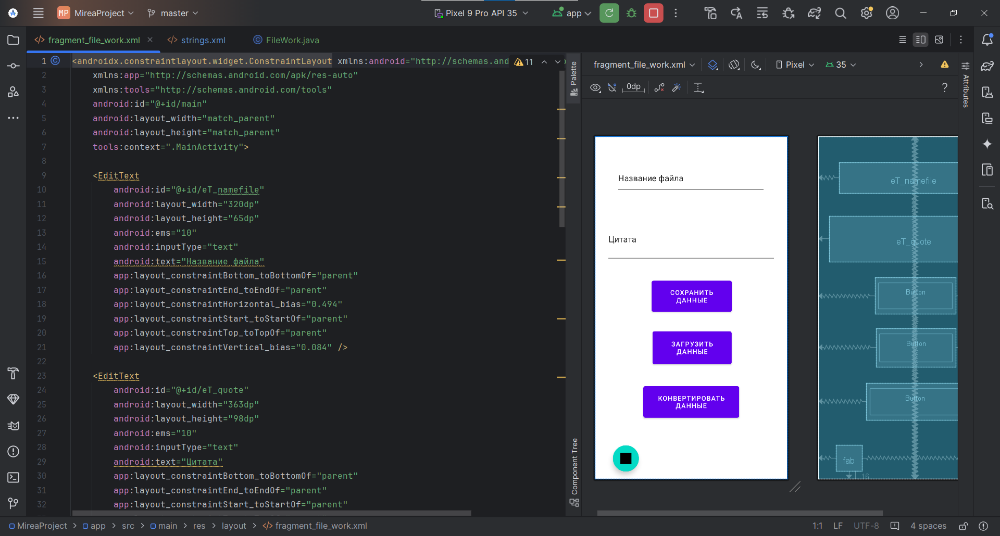 MP MireaProject master Pixel 9 Pro API 35 app
fragment_file_work.xml strings.xml FileWork.java
1 <androidx.constraintlayout.widget.ConstraintLayout xmlns:android="http://schemas.and 11
2 xmlns:app="http://schemas.android.com/apk/res-auto"
3 xmlns:tools="http://schemas.android.com/tools"
4 android:id="@+id/main"
5 android:layout_width="match_parent"
6 android:layout_height="match_parent"
7 tools:context=".MainActivity">
8
9 <EditText
10 android:id="@+id/eT_namefile"
11 android:layout_width="320dp"
12 android:layout_height="65dp"
13 android:ems="10"
14 android:inputType="text"
15 android:text="Название файла"
16 app:layout_constraintBottom_toBottomOf="parent"
17 app:layout_constraintEnd_toEndOf="parent"
18 app:layout_constraintHorizontal_bias="0.494"
19 app:layout_constraintStart_toStartOf="parent"
20 app:layout_constraintTop_toTopOf="parent"
21 app:layout_constraintVertical_bias="0.084" />
22
23 <EditText
24 android:id="@+id/eT_quote"
25 android:layout_width="363dp"
26 android:layout_height="98dp"
27 android:ems="10"
28 android:inputType="text"
29 android:text="Цитата"
30 app:layout_constraintBottom_toBottomOf="parent"
31 app:layout_constraintEnd_toEndOf="parent"
32 app:layout_constraintStart_toStartOf="parent"
Palette
Component Tree
fragment_file_work.xml Pixel 35
0dp ?
Attributes
Название файла
Цитата
СОХРАНИТЬ
ДАННЫЕ
ЗАГРУЗИТЬ
ДАННЫЕ
КОНВЕРТИРОВАТЬ
ДАННЫЕ
eT_namefile
eT_quote
Button
Button
Button
fab
16
MireaProject > app > src > main > res > layout > fragment_file_work.xml 1:1 LF UTF-8 4 spaces